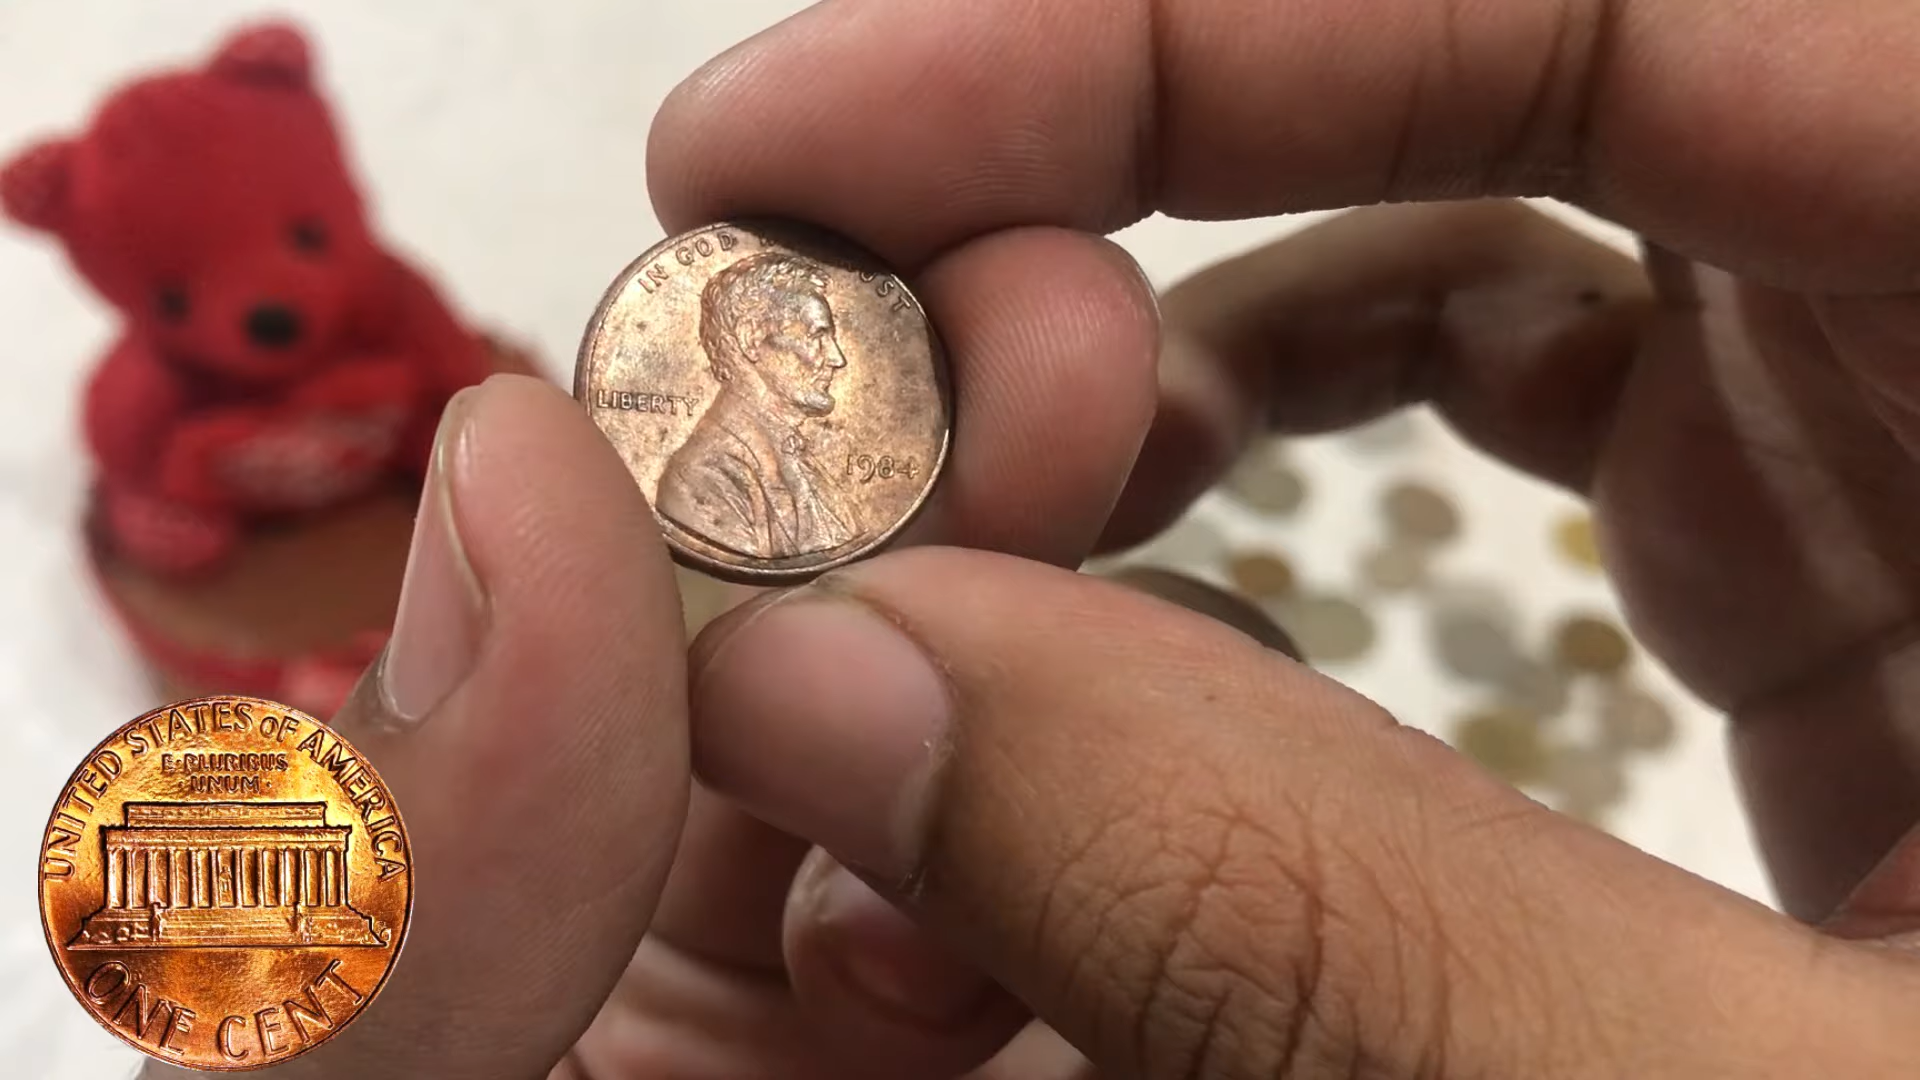 IN GOD
LIBERTY
1984
UNITED STATES OF AMERICA
E·PLURIBUS
·UNUM·
ONE CENT